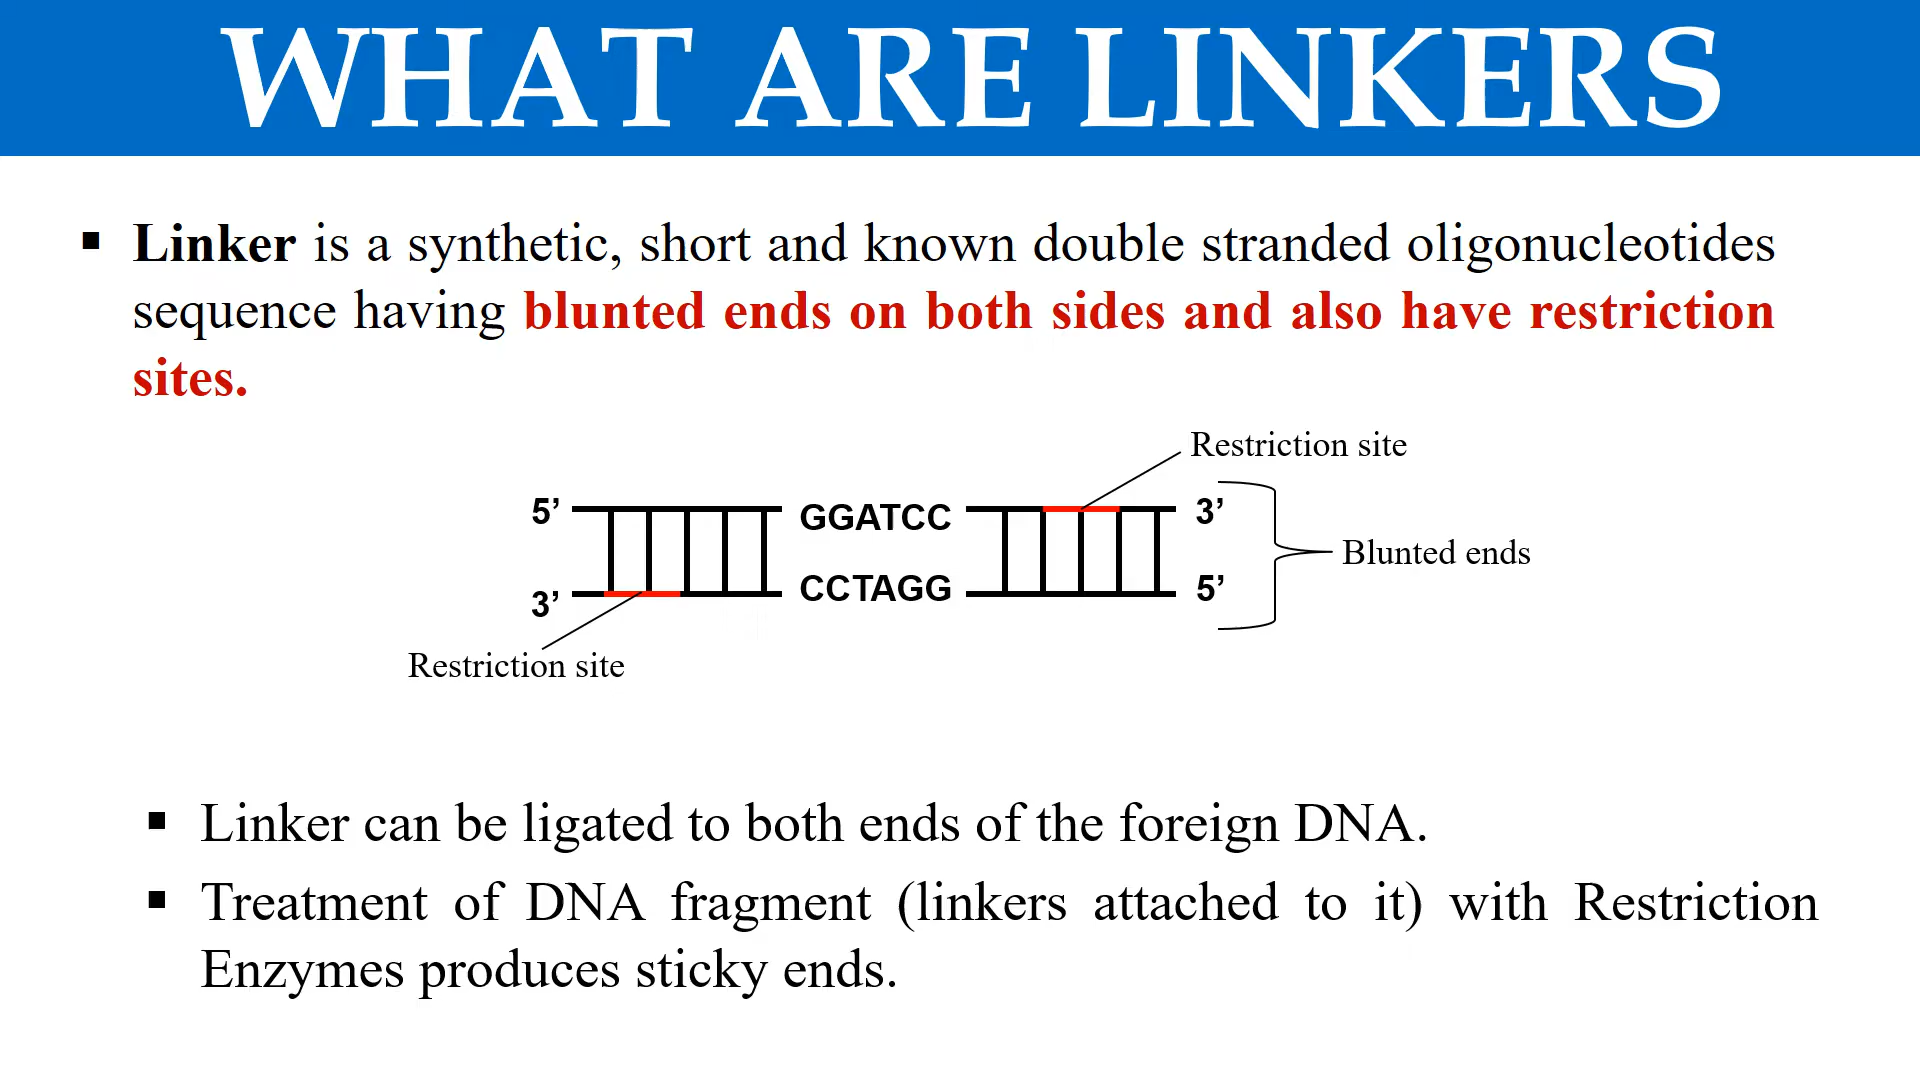 WHAT ARE LINKERS
▪ Linker is a synthetic, short and known double stranded oligonucleotides
sequence having blunted ends on both sides and also have restriction
sites.
Restriction site
5’ GGATCC 3’
Blunted ends
3’ CCTAGG 5’
Restriction site
▪ Linker can be ligated to both ends of the foreign DNA.
▪ Treatment of DNA fragment (linkers attached to it) with Restriction
Enzymes produces sticky ends.